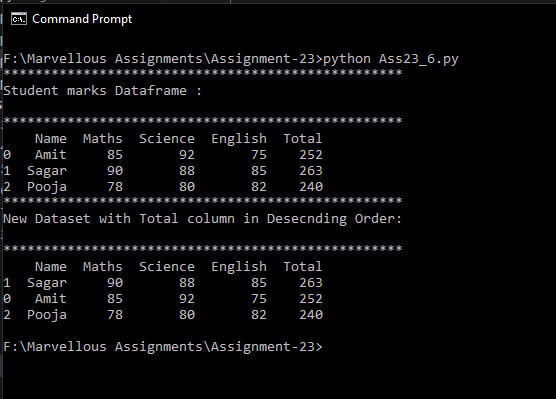 Command Prompt
F:\Marvellous Assignments\Assignment-23>python Ass23_6.py
**************************************************
Student marks Dataframe :
**************************************************
    Name  Maths  Science  English  Total
0   Amit     85       92       75    252
1  Sagar     90       88       85    263
2  Pooja     78       80       82    240
**************************************************
New Dataset with Total column in Desecnding Order:
**************************************************
    Name  Maths  Science  English  Total
1  Sagar     90       88       85    263
0   Amit     85       92       75    252
2  Pooja     78       80       82    240
F:\Marvellous Assignments\Assignment-23>